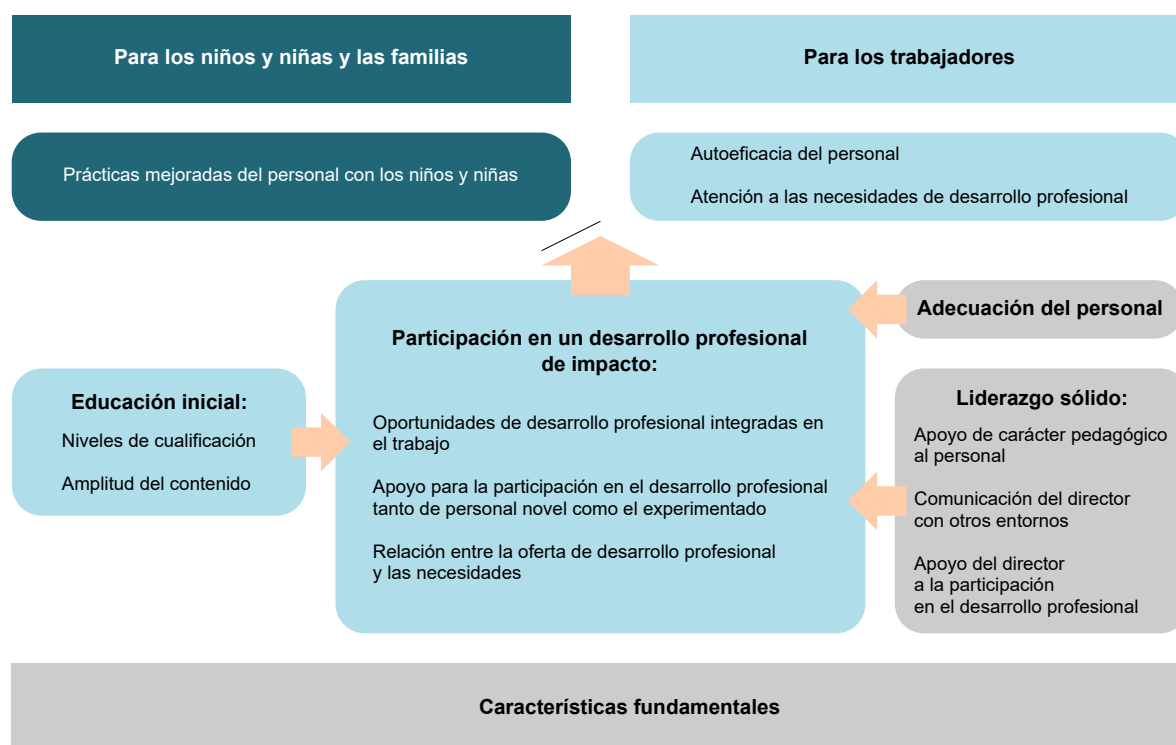 Para los niños y niñas y las familias
Para los trabajadores
Prácticas mejoradas del personal con los niños y niñas
Autoeficacia del personal
Atención a las necesidades de desarrollo profesional
Participación en un desarrollo profesional
de impacto:
Oportunidades de desarrollo profesional integradas en
el trabajo
Apoyo para la participación en el desarrollo profesional
tanto de personal novel como el experimentado
Relación entre la oferta de desarrollo profesional
y las necesidades
Educación inicial:
Niveles de cualificación
Amplitud del contenido
Adecuación del personal
Liderazgo sólido:
Apoyo de carácter pedagógico
al personal
Comunicación del director
con otros entornos
Apoyo del director
a la participación
en el desarrollo profesional
Características fundamentales